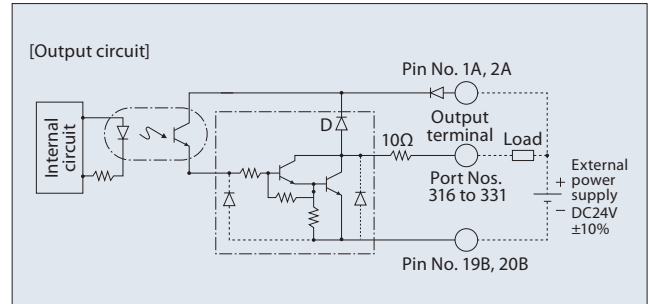 [Output circuit]
Pin No. 1A, 2A
Internal
circuit
D
10Ω
Output
terminal
Load
Port Nos.
316 to 331
External
power
supply
DC24V
±10%
+
−
Pin No. 19B, 20B